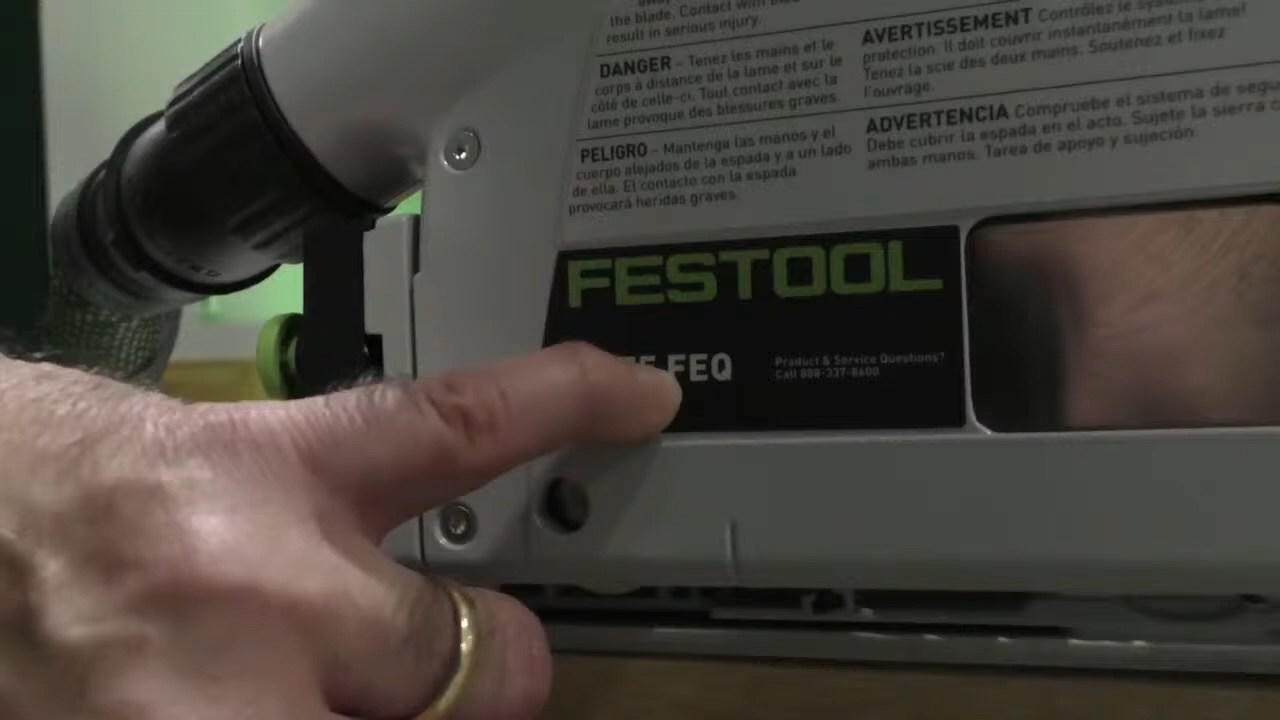 the blade. Contact with
result in serious injury.
DANGER - Tenez les mains et le
corps à distance de la lame et sur le
côté de celle-ci. Tout contact avec la
lame provoque des blessures graves.
PELIGRO - Mantenga las manos y el
cuerpo alejados de la espada y a un lado
de ella. El contacto con la espada
provocará heridas graves.
AVERTISSEMENT Contrôlez le
protection. Il doit couvrir instantanément la lame!
Tenez la scie des deux mains. Soutenez et fixez
l'ouvrage.
ADVERTENCIA Compruebe el sistema de
Debe cubrir la espada en el acto. Sujete la sierra
ambas manos. Tarea de apoyo y sujeción.
FESTOOL
FEQ
Product & Service Questions?
Call 888-337-8600